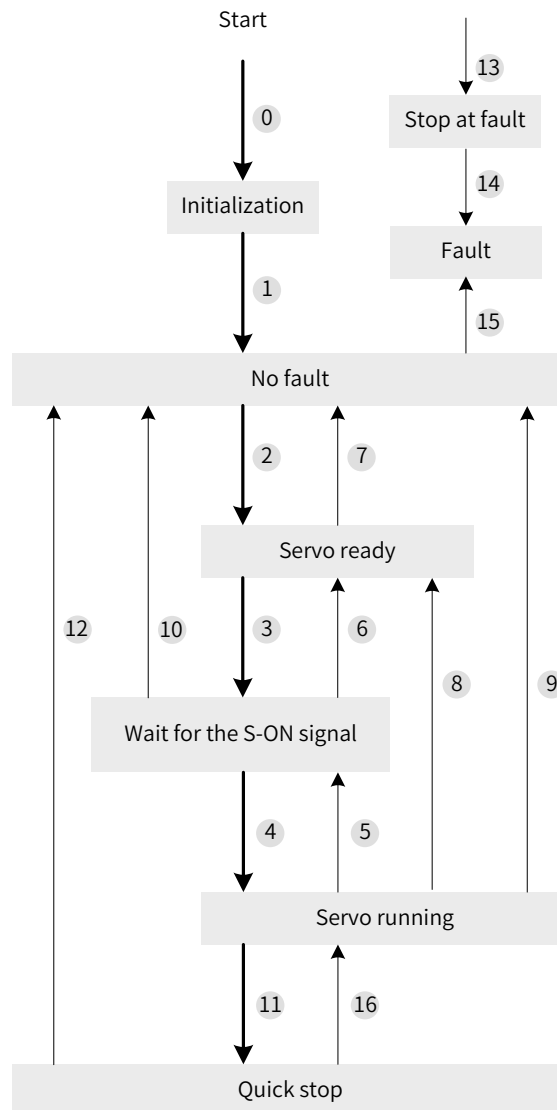 Start
13
0
Stop at fault
14
Initialization
Fault
1
15
No fault
2
7
Servo ready
12
10
3
6
8
9
Wait for the S-ON signal
4
5
Servo running
11
16
Quick stop